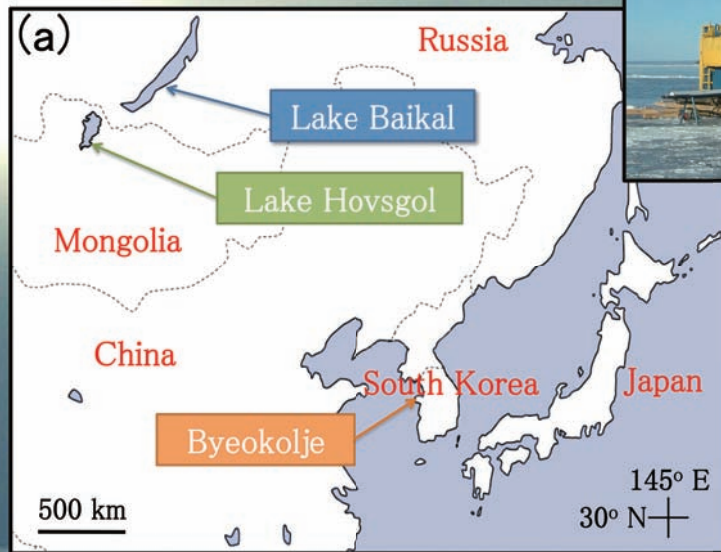 (a)
Russia
Lake Baikal
Lake Hovsgol
Mongolia
China
South Korea
Japan
Byeokolje
145° E
500 km
30° N